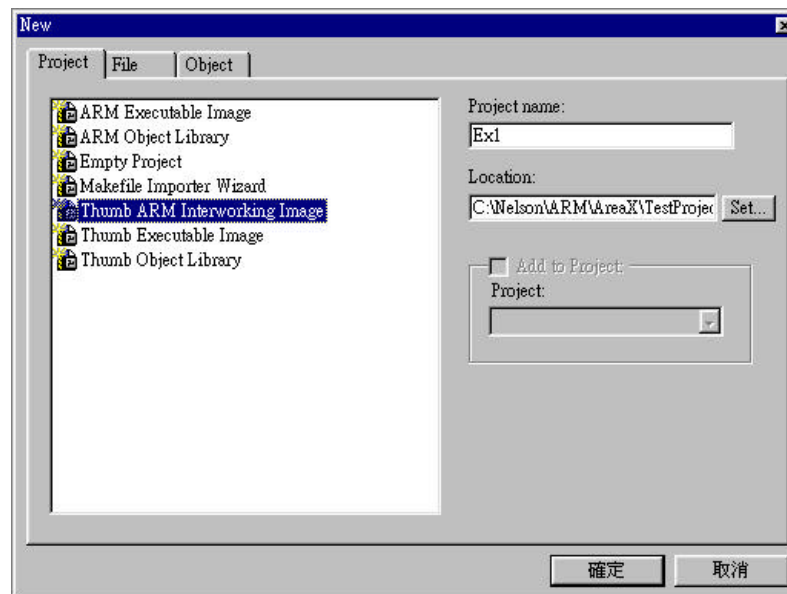 New
Project
File
Object
ARM Executable Image
ARM Object Library
Empty Project
Makefile Importer Wizard
Thumb ARM Interworking Image
Thumb Executable Image
Thumb Object Library
Project name:
Ex1
Location:
C:\Nelson\ARM\AreaX\TestProjec
Set...
Add to Project:
Project:
確定
取消